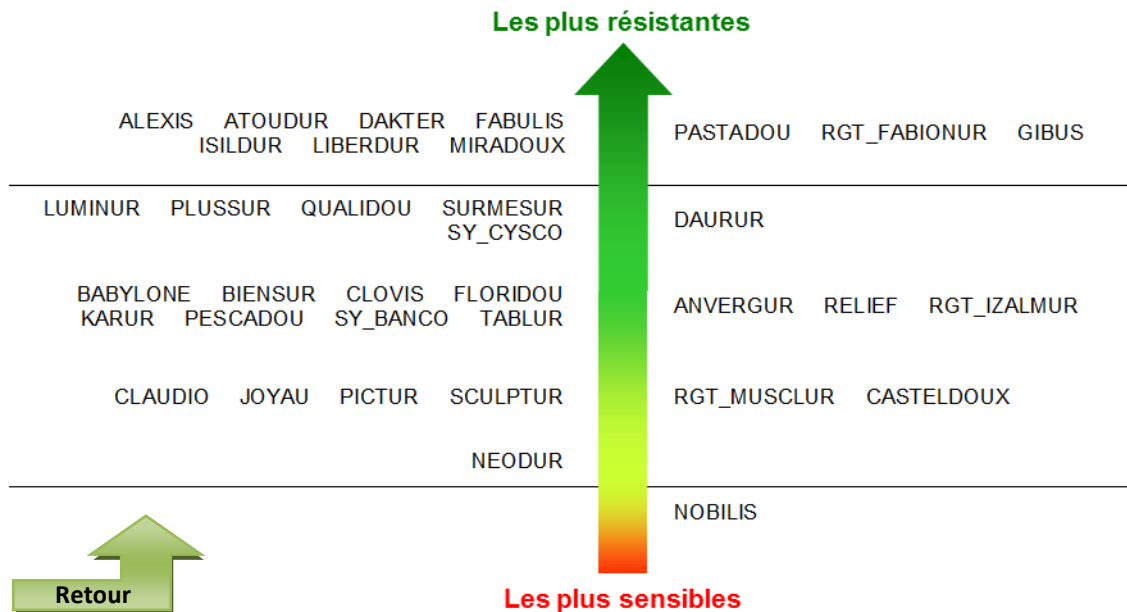 Les plus résistantes
ALEXIS ATOUDUR DAKTER FABULIS
ISILDUR LIBERDUR MIRADOUX
PASTADOU RGT_FABIONUR GIBUS
LUMINUR PLUSSUR QUALIDOU SURMESUR
SY_CYSCO
DAURUR
BABYLONE BIENSUR CLOVIS FLORIDOU
KARUR PESCADOU SY_BANCO TABLUR
ANVERGUR RELIEF RGT_IZALMUR
CLAUDIO JOYAU PICTUR SCULPTUR
RGT_MUSCLUR CASTELDOUX
NEODUR
NOBILIS
Retour
Les plus sensibles